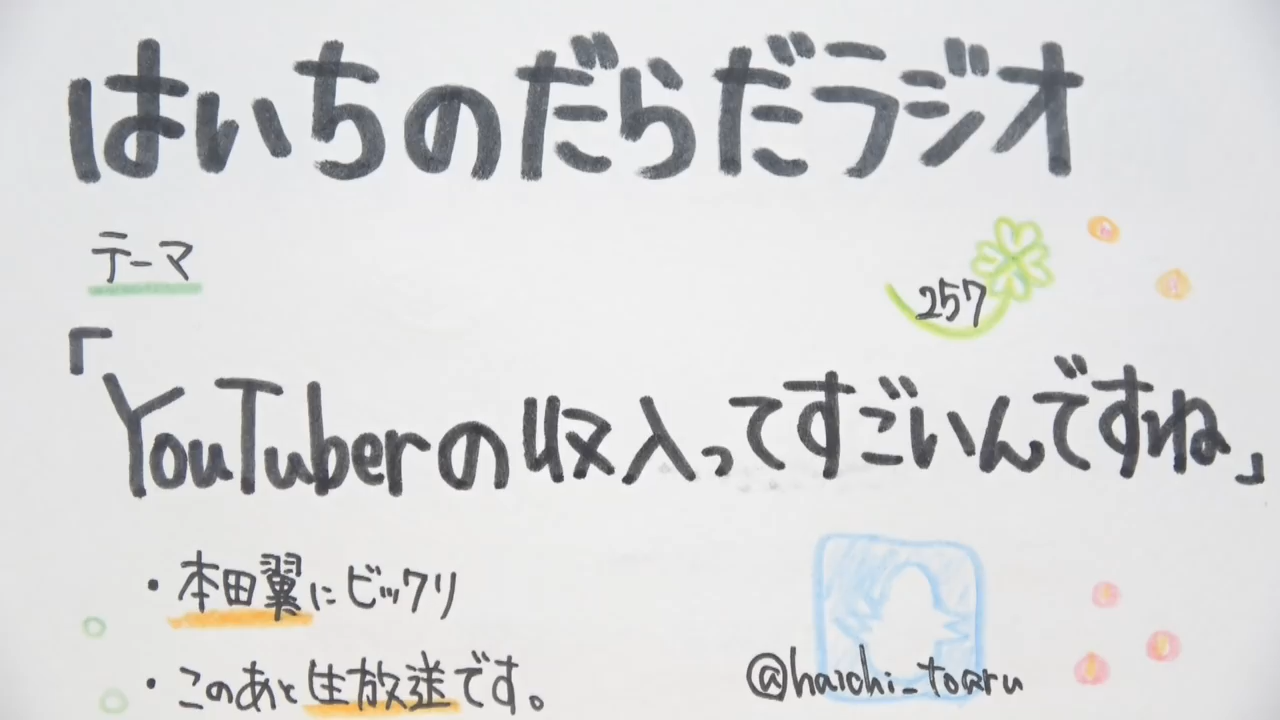 はいちのだらだラジオ
テーマ
257
「YouTuberの収入ってすごいんですね」
・本田翼にビックリ
・このあと生放送です。
@haichi_toaru